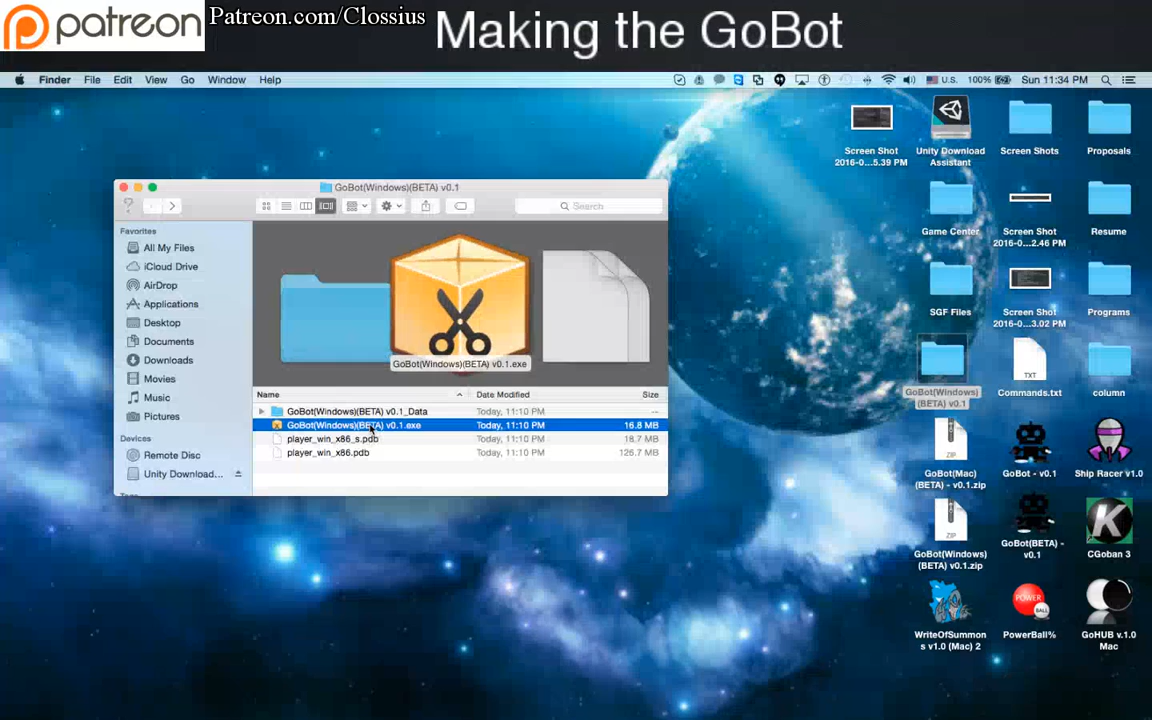 patreon
Patreon.com/Clossius
Making the GoBot
Finder File Edit View Go Window Help
U.S. 100% Sun 11:34 PM
GoBot(Windows)(BETA) v0.1
Search
Favorites
All My Files
iCloud Drive
AirDrop
Applications
Desktop
Documents
Downloads
Movies
Music
Pictures
Devices
Remote Disc
Unity Download...
GoBot(Windows)(BETA) v0.1.exe
Name Date Modified Size
GoBot(Windows)(BETA) v0.1_Data Today, 11:10 PM --
GoBot(Windows)(BETA) v0.1.exe Today, 11:10 PM 16.8 MB
player_win_x86_s.pdb Today, 11:10 PM 18.7 MB
player_win_x86.pdb Today, 11:10 PM 126.7 MB
Screen Shot
2016-0...5.39 PM
Unity Download
Assistant
Screen Shots
Proposals
Game Center
Screen Shot
2016-0...2.46 PM
Resume
SGF Files
Screen Shot
2016-0...3.02 PM
Programs
GoBot(Windows)
(BETA) v0.1
TXT
Commands.txt
column
ZIP
GoBot(Mac)
(BETA) - v0.1.zip
GoBot - v0.1
Ship Racer v1.0
ZIP
GoBot(Windows)
(BETA) v0.1.zip
GoBot(BETA) -
v0.1
K
CGoban 3
WriteOfSummon
s v1.0 (Mac) 2
POWER
BALL
PowerBall%
GoHUB v.1.0
Mac